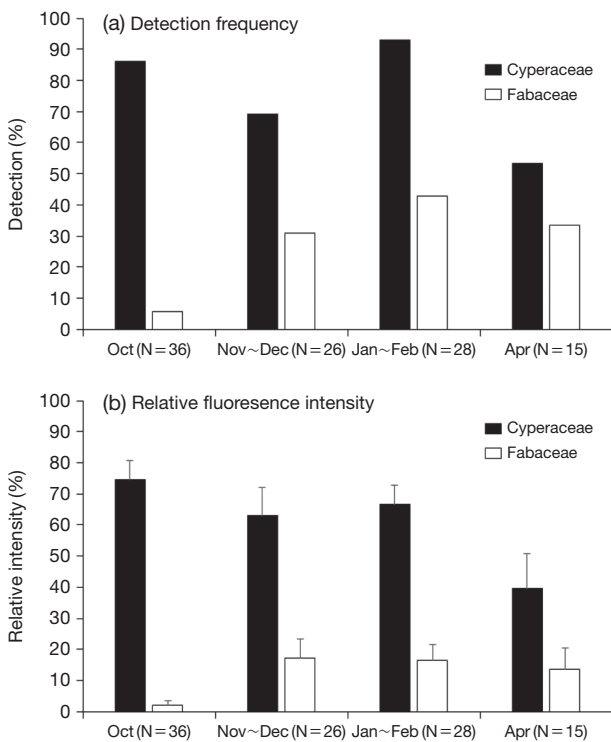 (a) Detection frequency
Detection (%)
100
90
80
70
60
50
40
30
20
10
0
Cyperaceae
Fabaceae
Oct (N = 36) Nov~Dec (N = 26) Jan~Feb (N = 28) Apr (N = 15)
(b) Relative fluoresence intensity
Relative intensity (%)
100
90
80
70
60
50
40
30
20
10
0
Cyperaceae
Fabaceae
Oct (N = 36) Nov~Dec (N = 26) Jan~Feb (N = 28) Apr (N = 15)